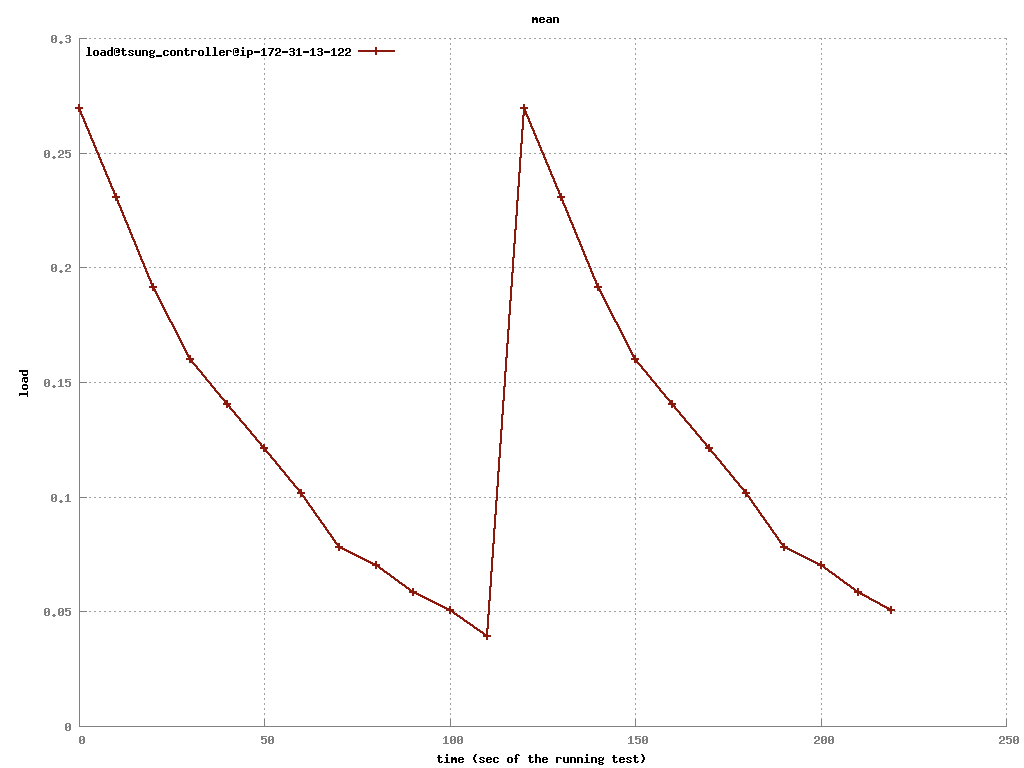 mean
load@tsung_controller@ip-172-31-13-122
0.3
0.25
0.2
0.15
0.1
0.05
0
load
0 50 100 150 200 250
time (sec of the running test)